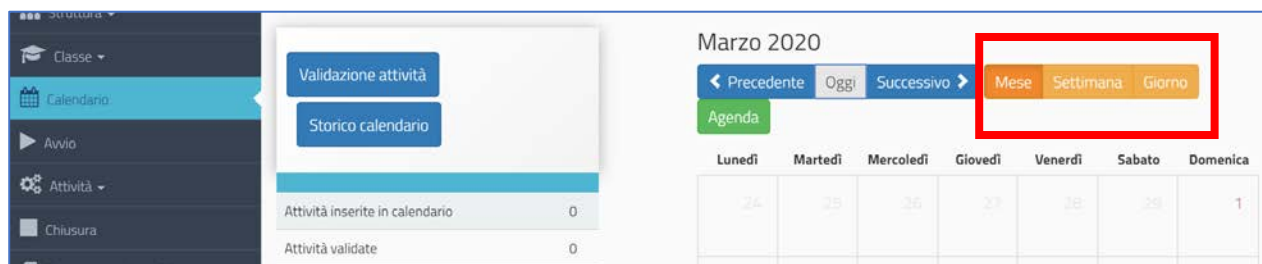 Struttura
Classe
Calendario
Avvio
Attività
Chiusura
Validazione attività
Storico calendario
Attività inserite in calendario 0
Attività validate 0
Marzo 2020
Precedente Oggi Successivo Mese Settimana Giorno
Agenda
Lunedì Martedì Mercoledì Giovedì Venerdì Sabato Domenica
24 25 26 27 28 29 1